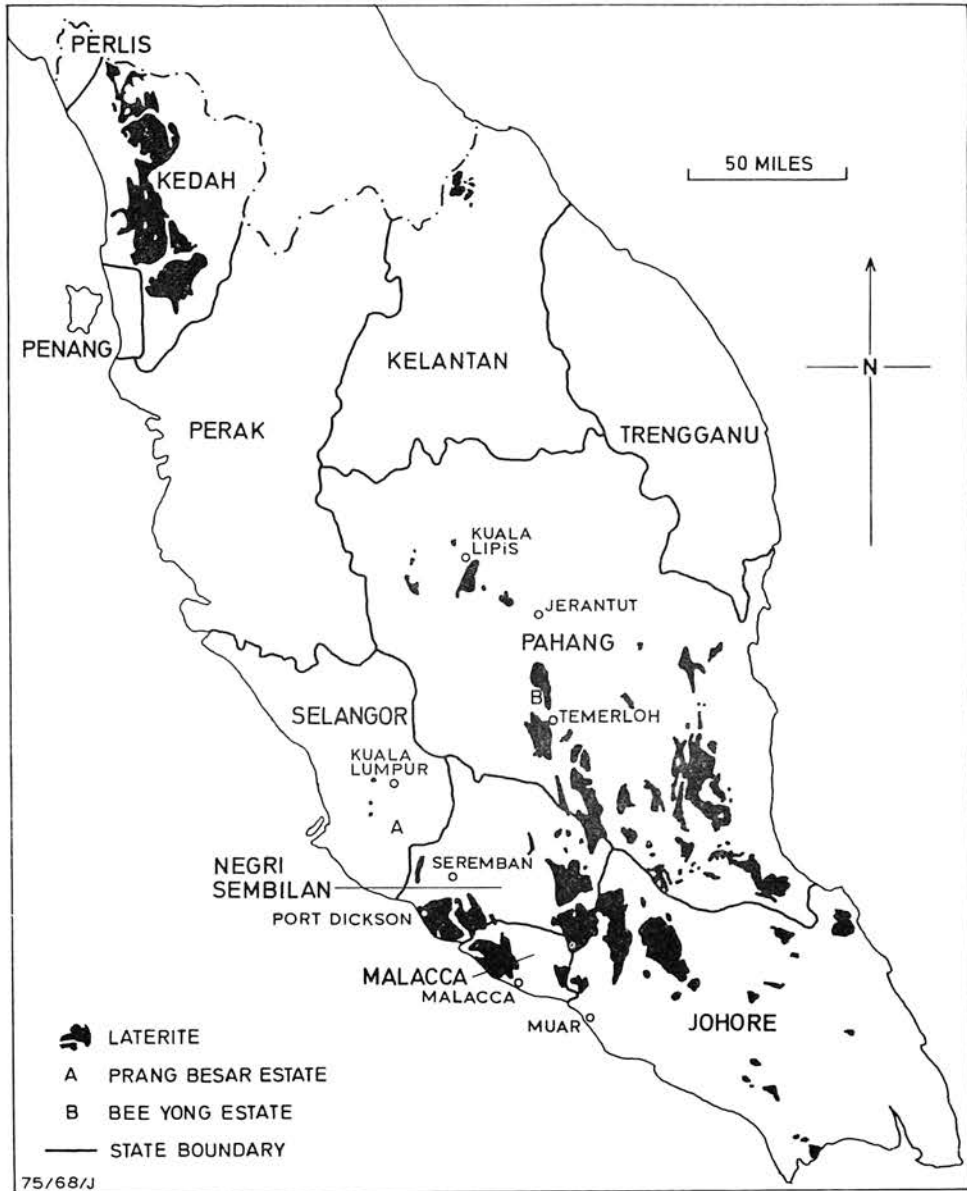 PERLIS
KEDAH
50 MILES
PENANG
KELANTAN
N
PERAK
TRENGGANU
KUALA
LIPiS
JERANTUT
PAHANG
B
TEMERLOH
SELANGOR
KUALA
LUMPUR
A
NEGRI
SEMBILAN
SEREMBAN
PORT DICKSON
MALACCA
MALACCA
MUAR
JOHORE
LATERITE
A PRANG BESAR ESTATE
B BEE YONG ESTATE
STATE BOUNDARY
75/68/J